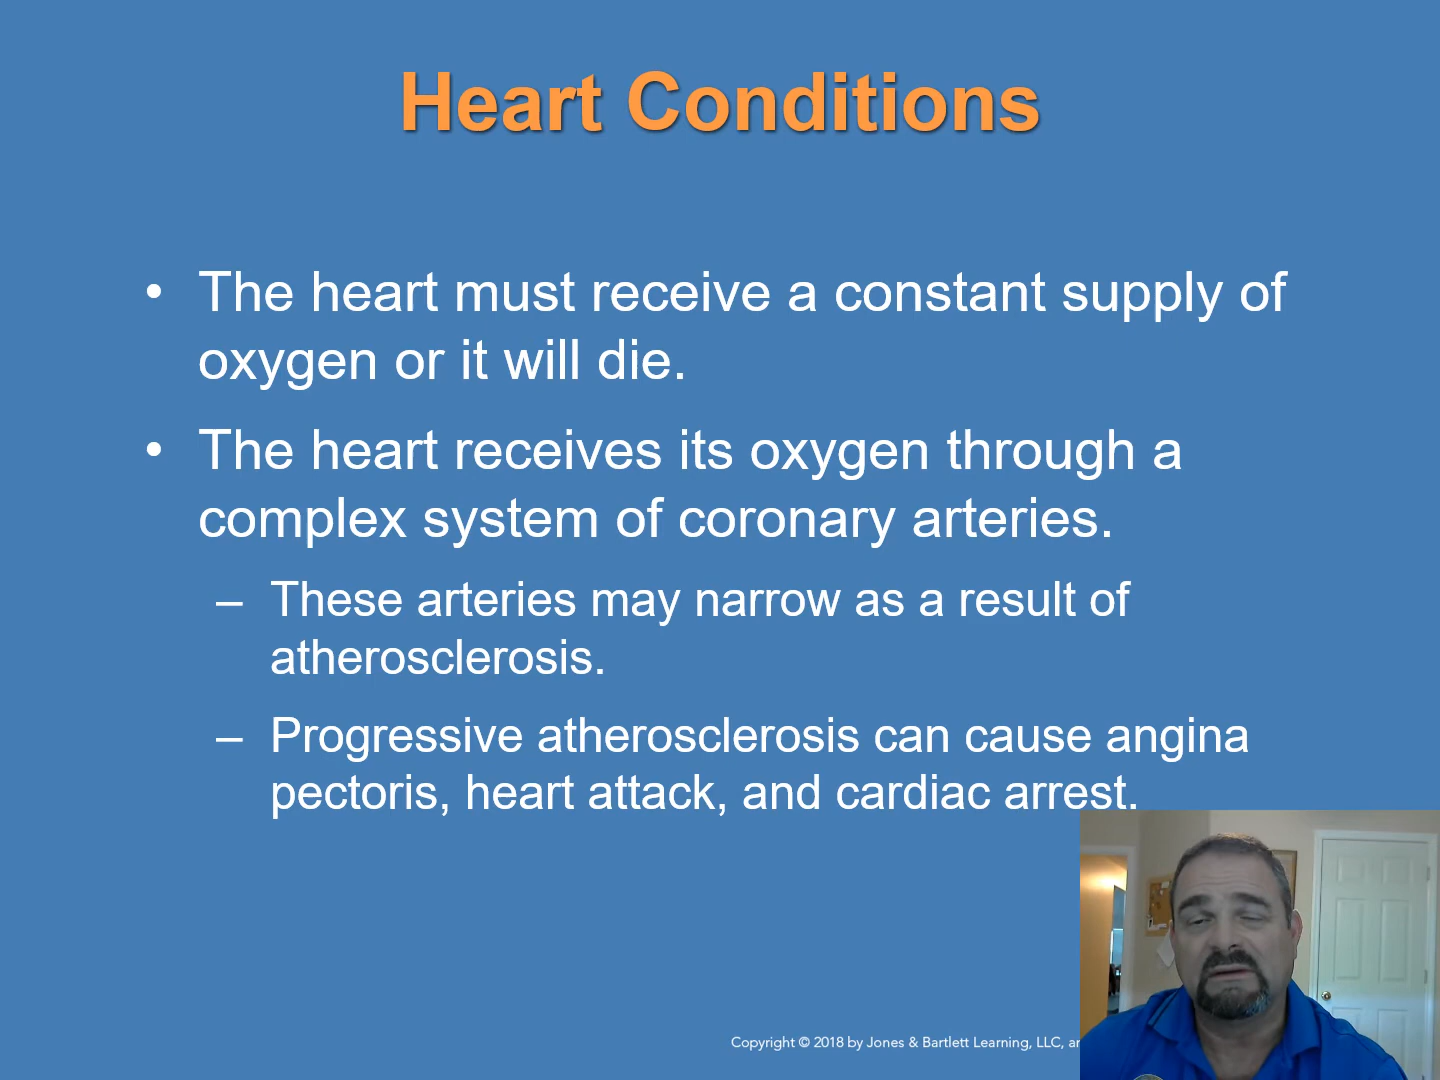 Heart Conditions
• The heart must receive a constant supply of
oxygen or it will die.
• The heart receives its oxygen through a
complex system of coronary arteries.
– These arteries may narrow as a result of
atherosclerosis.
– Progressive atherosclerosis can cause angina
pectoris, heart attack, and cardiac arrest.
Copyright © 2018 by Jones & Bartlett Learning, LLC,